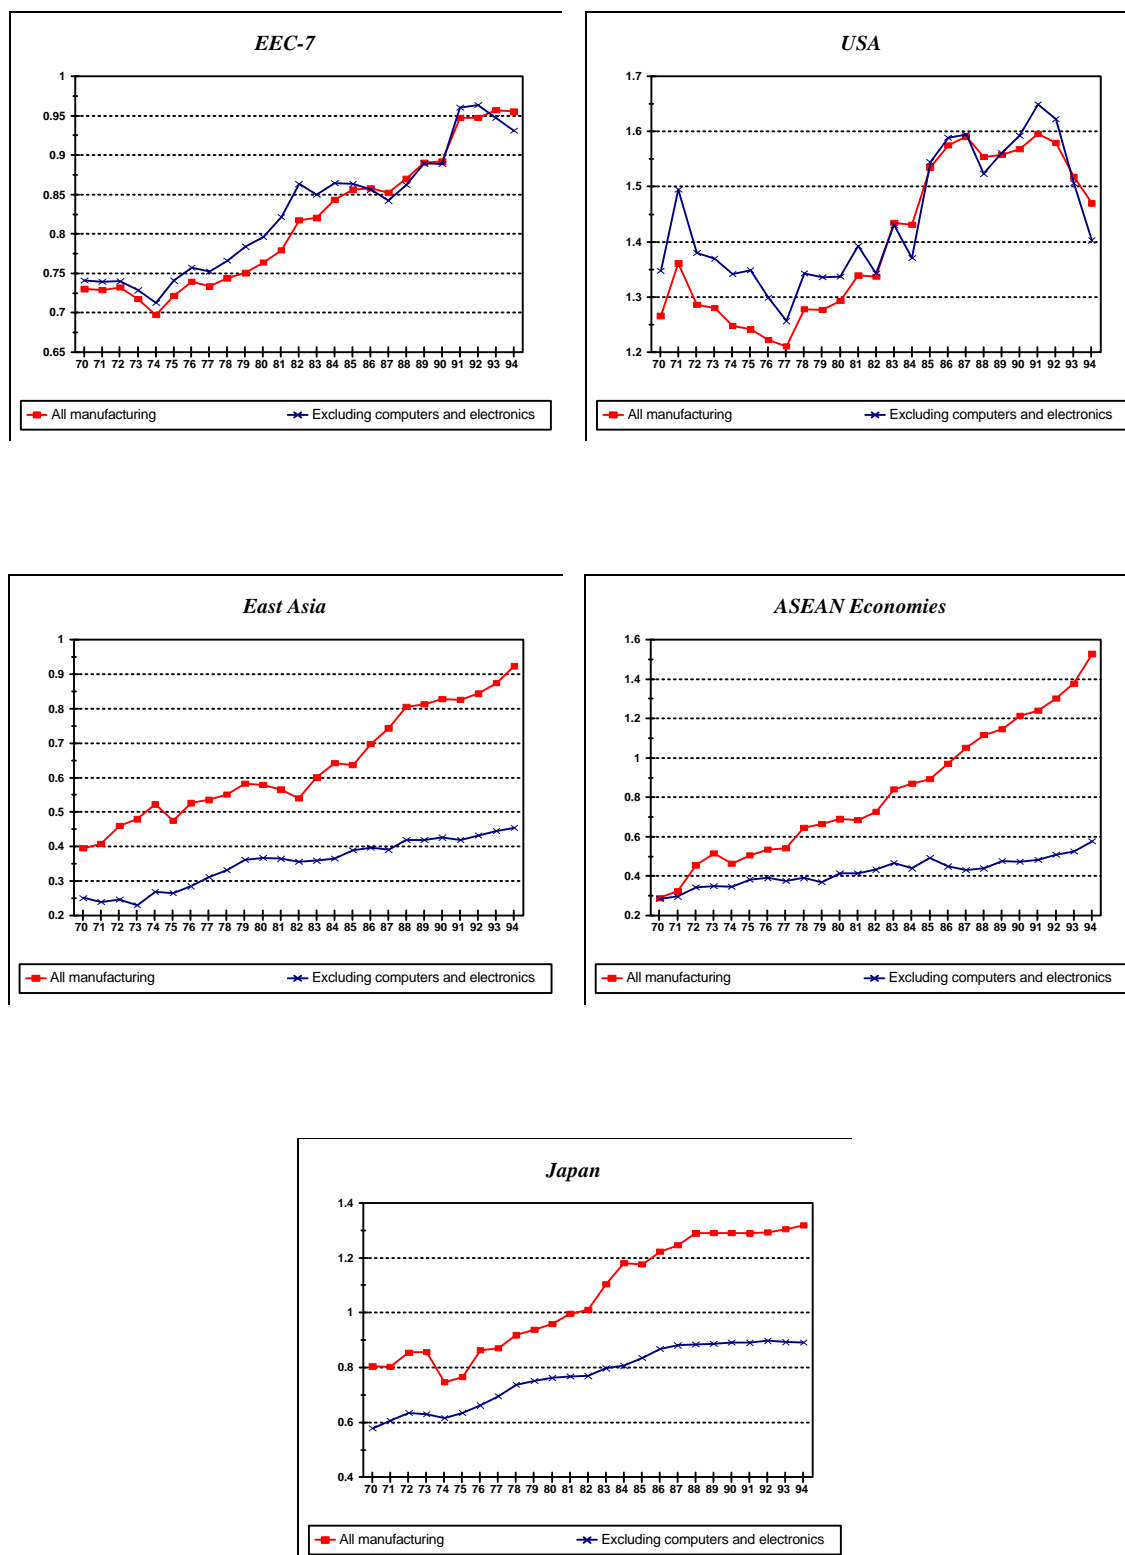 EEC-7
1
0.95
0.9
0.85
0.8
0.75
0.7
0.65
70 71 72 73 74 75 76 77 78 79 80 81 82 83 84 85 86 87 88 89 90 91 92 93 94
All manufacturing Excluding computers and electronics
USA
1.7
1.6
1.5
1.4
1.3
1.2
70 71 72 73 74 75 76 77 78 79 80 81 82 83 84 85 86 87 88 89 90 91 92 93 94
All manufacturing Excluding computers and electronics
East Asia
1
0.9
0.8
0.7
0.6
0.5
0.4
0.3
0.2
70 71 72 73 74 75 76 77 78 79 80 81 82 83 84 85 86 87 88 89 90 91 92 93 94
All manufacturing Excluding computers and electronics
ASEAN Economies
1.6
1.4
1.2
1
0.8
0.6
0.4
0.2
70 71 72 73 74 75 76 77 78 79 80 81 82 83 84 85 86 87 88 89 90 91 92 93 94
All manufacturing Excluding computers and electronics
Japan
1.4
1.2
1
0.8
0.6
0.4
70 71 72 73 74 75 76 77 78 79 80 81 82 83 84 85 86 87 88 89 90 91 92 93 94
All manufacturing Excluding computers and electronics